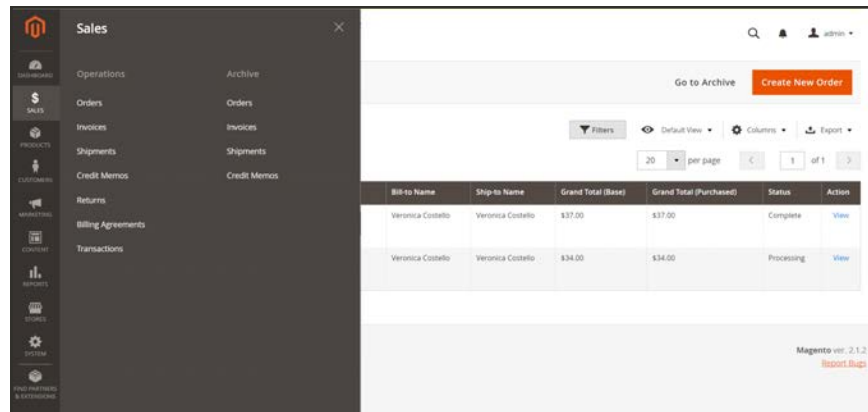 Sales
Operations
Archive
Orders
Invoices
Shipments
Credit Memos
Returns
Billing Agreements
Transactions
Orders
Invoices
Shipments
Credit Memos
DASHBOARD
SALES
PRODUCTS
CUSTOMERS
MARKETING
CONTENT
REPORTS
STORES
SYSTEM
FIND PARTNERS
& EXTENSIONS
admin
Go to Archive
Create New Order
Filters
Default View
Columns
Export
20 per page
1 of 1
Bill-to Name Ship-to Name Grand Total (Base) Grand Total (Purchased) Status Action
Veronica Costello Veronica Costello $37.00 $37.00 Complete View
Veronica Costello Veronica Costello $34.00 $34.00 Processing View
Magento ver. 2.1.2
Report Bugs